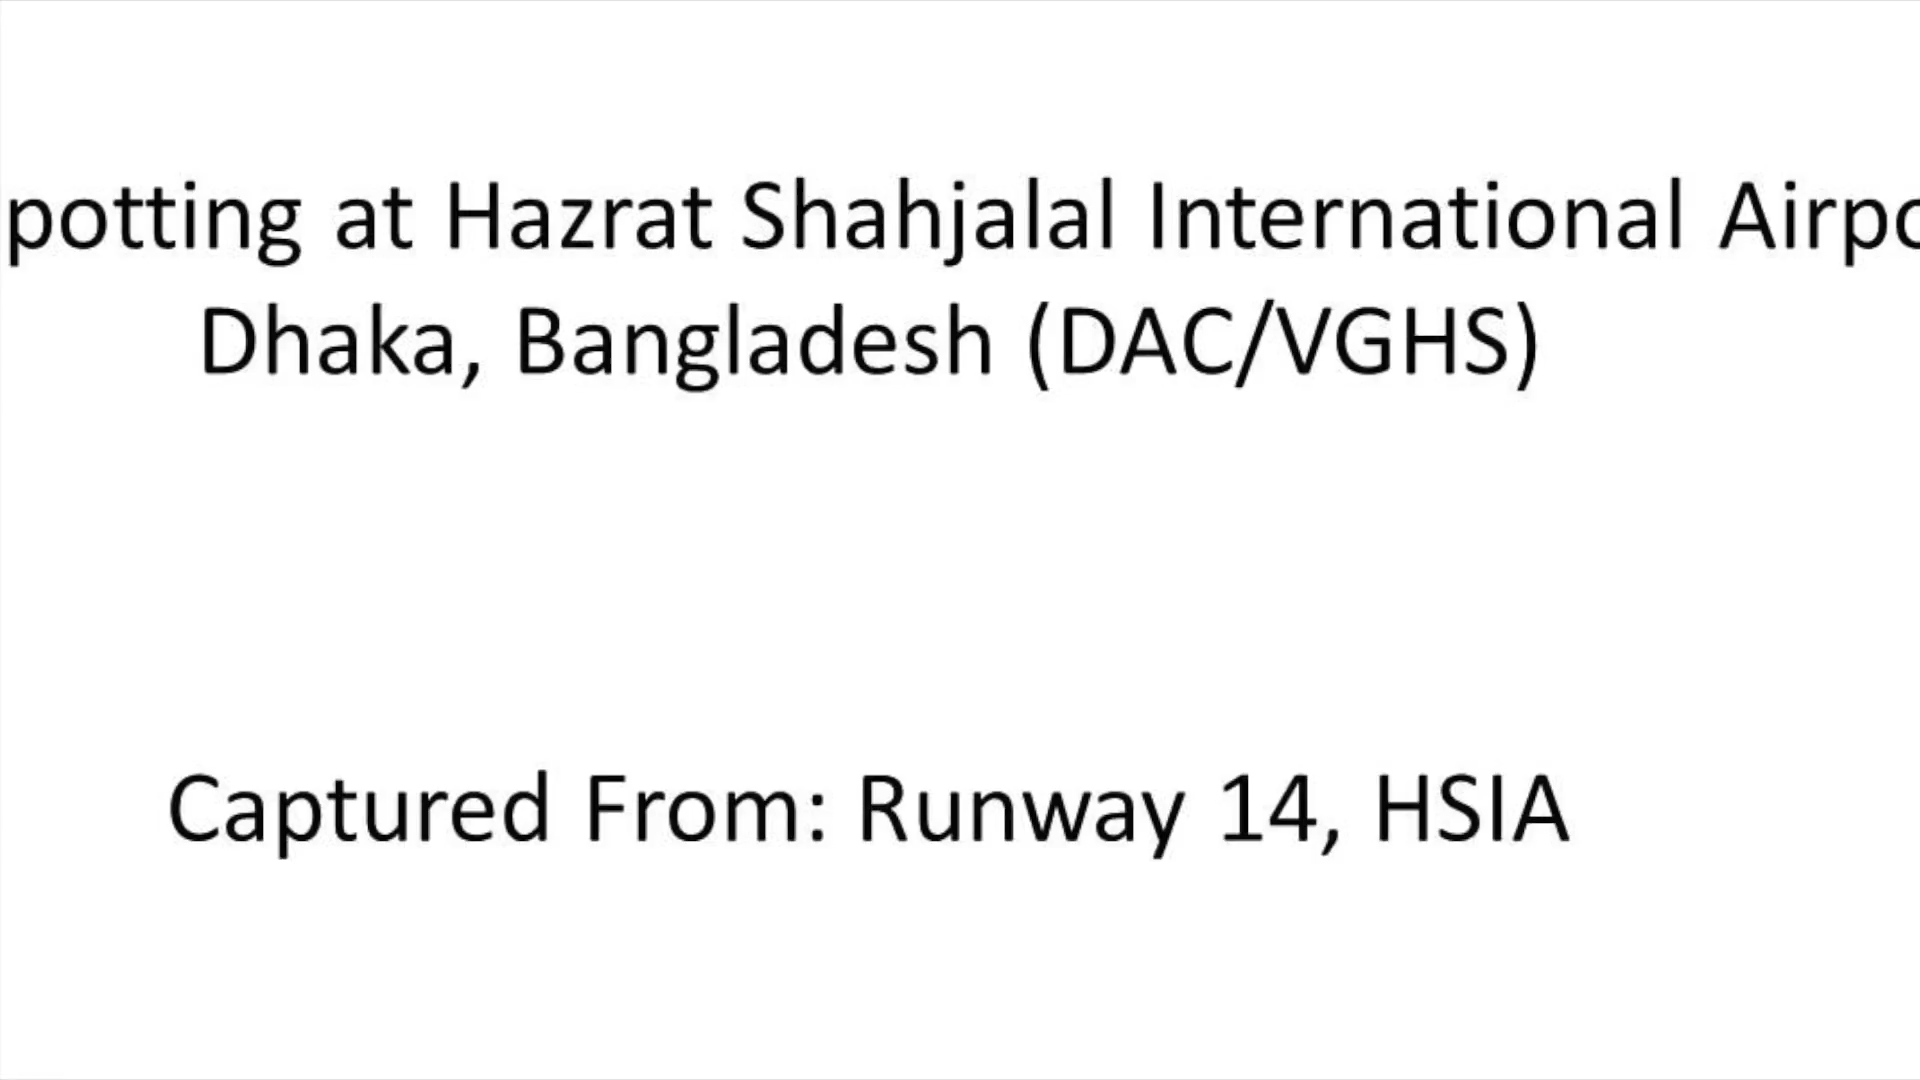 potting at Hazrat Shahjalal International Airpo
Dhaka, Bangladesh (DAC/VGHS)
Captured From: Runway 14, HSIA